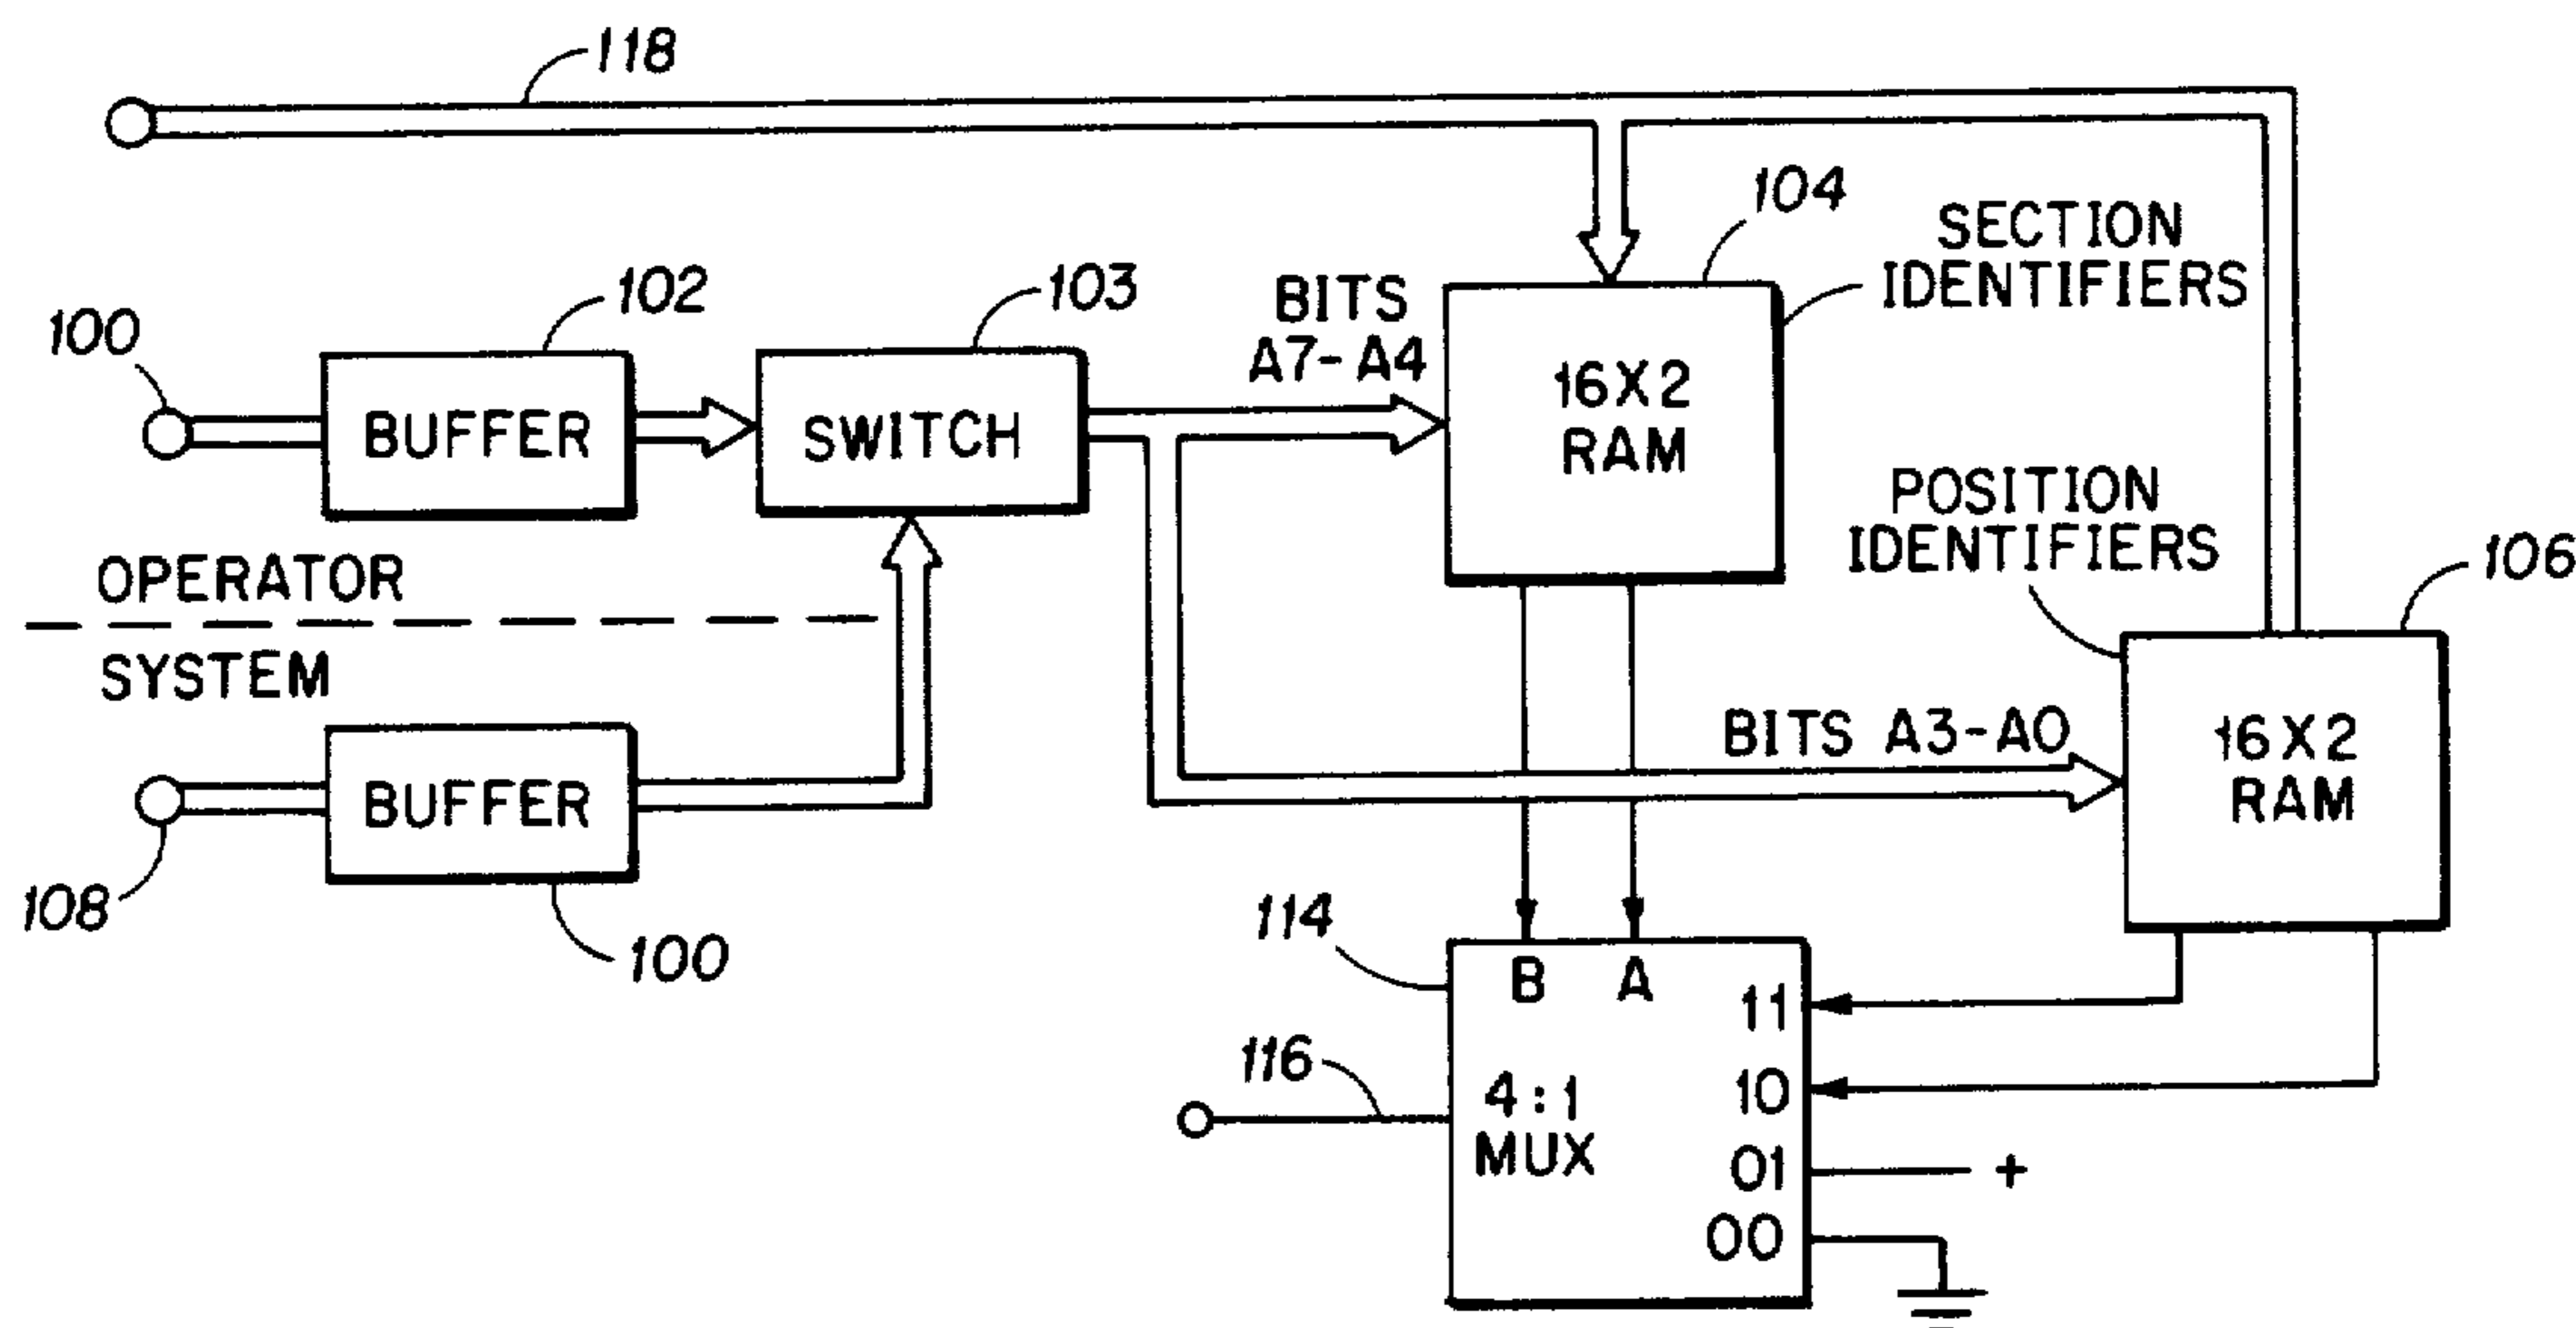 118
104
SECTION
IDENTIFIERS
102
103
100
BITS
A7-A4
BUFFER
SWITCH
16X2
RAM
POSITION
IDENTIFIERS
106
OPERATOR
SYSTEM
BITS A3-A0
16X2
RAM
BUFFER
108
100
114
B A
11
116
10
4:1
MUX
01 +
00